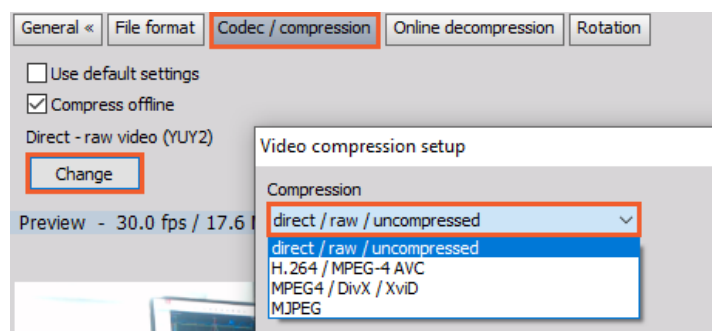 General «
File format
Codec / compression
Online decompression
Rotation
Use default settings
Compress offline
Direct - raw video (YUY2)
Change
Video compression setup
Compression
Preview - 30.0 fps / 17.6
direct / raw / uncompressed
direct / raw / uncompressed
H.264 / MPEG-4 AVC
MPEG4 / DivX / XviD
MJPEG